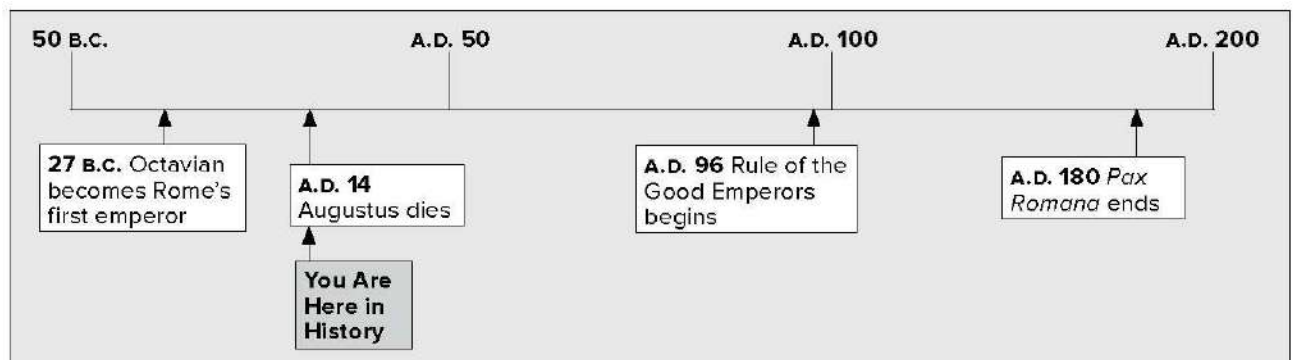 50 B.C.
A.D. 50
A.D. 100
A.D. 200
27 B.C. Octavian
becomes Rome's
first emperor
A.D. 14
Augustus dies
A.D. 96 Rule of the
Good Emperors
begins
A.D. 180 Pax
Romana ends
You Are
Here in
History